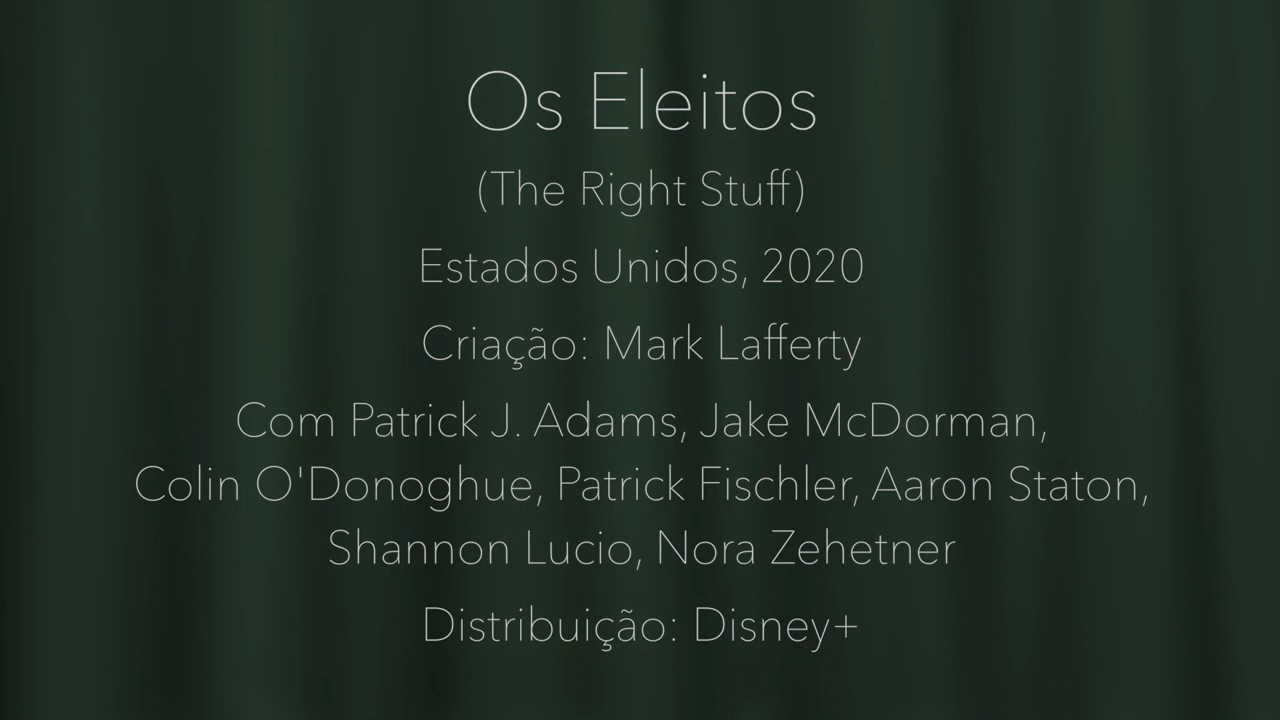 Os Eleitos
(The Right Stuff)
Estados Unidos, 2020
Criação: Mark Lafferty
Com Patrick J. Adams, Jake McDorman,
Colin O'Donoghue, Patrick Fischler, Aaron Staton,
Shannon Lucio, Nora Zehetner
Distribuição: Disney+